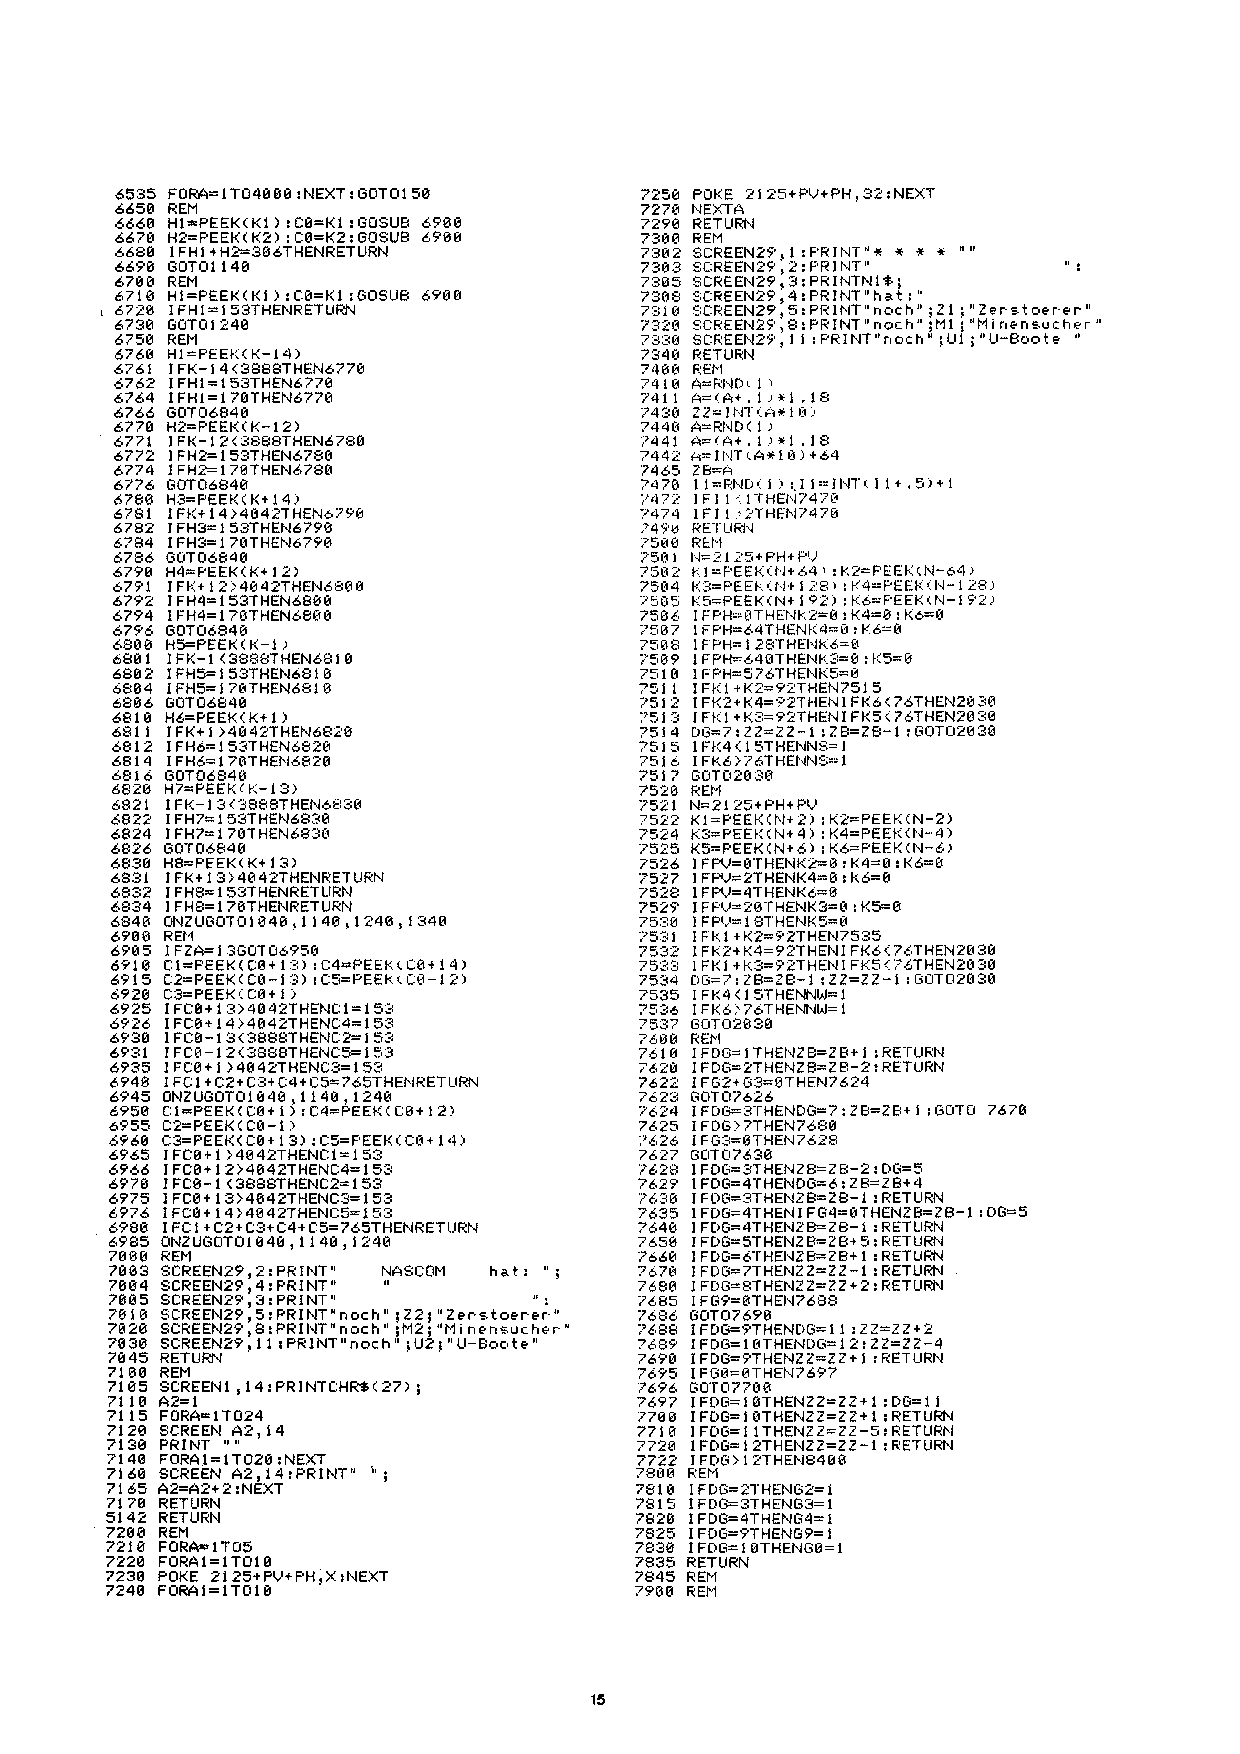 6535 FORA=1TO4000:NEXT:GOTO150
6650 REM
6660 H1=PEEK(K1):C0=K1:GOSUB 6900
6670 H2=PEEK(K2):C0=K2:GOSUB 6900
6680 IFH1+H2=306THENRETURN
6690 GOTO1140
6700 REM
6710 H1=PEEK(K1):C0=K1:GOSUB 6900
6720 IFH1=153THENRETURN
6730 GOTO1240
6750 REM
6760 H1=PEEK(K-14)
6761 IFK-14<3888THEN6770
6762 IFH1=153THEN6770
6764 IFH1=170THEN6770
6766 GOTO6840
6770 H2=PEEK(K-12)
6771 IFK-12<3888THEN6780
6772 IFH2=153THEN6780
6774 IFH2=170THEN6780
6776 GOTO6840
6780 H3=PEEK(K+14)
6781 IFK+14>4042THEN6790
6782 IFH3=153THEN6790
6784 IFH3=170THEN6790
6786 GOTO6840
6790 H4=PEEK(K+12)
6791 IFK+12>4042THEN6800
6792 IFH4=153THEN6800
6794 IFH4=170THEN6800
6796 GOTO6840
6800 H5=PEEK(K-1)
6801 IFK-1<3888THEN6810
6802 IFH5=153THEN6810
6804 IFH5=170THEN6810
6806 GOTO6840
6810 H6=PEEK(K+1)
6811 IFK+1>4042THEN6820
6812 IFH6=153THEN6820
6814 IFH6=170THEN6820
6816 GOTO6840
6820 H7=PEEK(K-13)
6821 IFK-13<3888THEN6830
6822 IFH7=153THEN6830
6824 IFH7=170THEN6830
6826 GOTO6840
6830 H8=PEEK(K+13)
6831 IFK+13>4042THENRETURN
6832 IFH8=153THENRETURN
6834 IFH8=170THENRETURN
6840 ONZUGOTO1040,1140,1240,1340
6900 REM
6905 IFZA=13GOTO6950
6910 C1=PEEK(C0+13):C4=PEEK(C0+14)
6915 C2=PEEK(C0-13):C5=PEEK(C0-12)
6920 C3=PEEK(C0+1)
6925 IFC0+13>4042THENC1=153
6926 IFC0+14>4042THENC4=153
6930 IFC0-13<3888THENC2=153
6931 IFC0-12<3888THENC5=153
6935 IFC0+1>4042THENC3=153
6940 IFC1+C2+C3+C4+C5=765THENRETURN
6945 ONZUGOTO1040,1140,1240
6950 C1=PEEK(C0+1):C4=PEEK(C0+12)
6955 C2=PEEK(C0-1)
6960 C3=PEEK(C0+13):C5=PEEK(C0+14)
6965 IFC0+1>4042THENC1=153
6966 IFC0+12>4042THENC4=153
6970 IFC0-1<3888THENC2=153
6975 IFC0+13>4042THENC3=153
6976 IFC0+14>4042THENC5=153
6980 IFC1+C2+C3+C4+C5=765THENRETURN
6985 ONZUGOTO1040,1140,1240
7000 REM
7003 SCREEN29,2:PRINT"    NASCOM   hat: ";
7004 SCREEN29,4:PRINT"    "
7005 SCREEN29,3:PRINT"                      ":
7010 SCREEN29,5:PRINT"noch";Z2;"Zerstoerer"
7020 SCREEN29,8:PRINT"noch";M2;"Minensucher"
7030 SCREEN29,11:PRINT"noch";U2;"U-Boote"
7045 RETURN
7100 REM
7105 SCREEN1,14:PRINTCHR$(27);
7110 A2=1
7115 FORA=1TO24
7120 SCREEN A2,14
7130 PRINT ""
7140 FORA1=1TO20:NEXT
7160 SCREEN A2,14:PRINT" ";
7165 A2=A2+2:NEXT
7170 RETURN
5142 RETURN
7200 REM
7210 FORA=1TO5
7220 FORA1=1TO10
7230 POKE 2125+PV+PH,X:NEXT
7240 FORA1=1TO10
7250 POKE 2125+PV+PH,32:NEXT
7270 NEXTA
7290 RETURN
7300 REM
7302 SCREEN29,1:PRINT"* * * * ""
7303 SCREEN29,2:PRINT"                      ":
7305 SCREEN29,3:PRINTN1$;
7308 SCREEN29,4:PRINT"hat:"
7310 SCREEN29,5:PRINT"noch";Z1;"Zerstoerer"
7320 SCREEN29,8:PRINT"noch";M1;"Minensucher"
7330 SCREEN29,11:PRINT"noch";U1;"U-Boote "
7340 RETURN
7400 REM
7410 A=RND(1)
7411 A=(A+.1)*1.18
7430 ZZ=INT(A*10)
7440 A=RND(1)
7441 A=(A+.1)*1.18
7442 A=INT(A*10)+64
7465 ZB=A
7470 I1=RND(1):I1=INT(I1+.5)+1
7472 IFI1<1THEN7470
7474 IFI1>2THEN7470
7490 RETURN
7500 REM
7501 N=2125+PH+PV
7502 K1=PEEK(N+64):K2=PEEK(N-64)
7504 K3=PEEK(N+128):K4=PEEK(N-128)
7505 K5=PEEK(N+192):K6=PEEK(N-192)
7506 IFPH=0THENK2=0:K4=0:K6=0
7507 IFPH=64THENK4=0:K6=0
7508 IFPH=128THENK6=0
7509 IFPH=640THENK3=0:K5=0
7510 IFPH=576THENK5=0
7511 IFK1+K2=92THEN7515
7512 IFK2+K4=92THENIFK6<76THEN2030
7513 IFK1+K3=92THENIFK5<76THEN2030
7514 DG=7:ZZ=ZZ-1:ZB=ZB-1:GOTO2030
7515 IFK4<15THENNS=1
7516 IFK6>76THENNS=1
7517 GOTO2030
7520 REM
7521 N=2125+PH+PV
7522 K1=PEEK(N+2):K2=PEEK(N-2)
7524 K3=PEEK(N+4):K4=PEEK(N-4)
7525 K5=PEEK(N+6):K6=PEEK(N-6)
7526 IFPV=0THENK2=0:K4=0:K6=0
7527 IFPV=2THENK4=0:K6=0
7528 IFPV=4THENK6=0
7529 IFPV=20THENK3=0:K5=0
7530 IFPV=18THENK5=0
7531 IFK1+K2=92THEN7535
7532 IFK2+K4=92THENIFK6<76THEN2030
7533 IFK1+K3=92THENIFK5<76THEN2030
7534 DG=7:ZB=ZB-1:ZZ=ZZ-1:GOTO2030
7535 IFK4<15THENNW=1
7536 IFK6>76THENNW=1
7537 GOTO2030
7600 REM
7610 IFDG=1THENZB=ZB+1:RETURN
7620 IFDG=2THENZB=ZB-2:RETURN
7622 IFG2+G3=0THEN7624
7623 GOTO7626
7624 IFDG=3THENDG=7:ZB=ZB+1:GOTO 7670
7625 IFDG>7THEN7680
7626 IFG3=0THEN7628
7627 GOTO7630
7628 IFDG=3THENZB=ZB-2:DG=5
7629 IFDG=4THENDG=6:ZB=ZB+4
7630 IFDG=3THENZB=ZB-1:RETURN
7635 IFDG=4THENIFG4=0THENZB=ZB-1:DG=5
7640 IFDG=4THENZB=ZB-1:RETURN
7650 IFDG=5THENZB=ZB+5:RETURN
7660 IFDG=6THENZB=ZB+1:RETURN
7670 IFDG=7THENZZ=ZZ-1:RETURN
7680 IFDG=8THENZZ=ZZ+2:RETURN
7685 IFG9=0THEN7688
7686 GOTO7690
7688 IFDG=9THENDG=11:ZZ=ZZ+2
7689 IFDG=10THENDG=12:ZZ=ZZ-4
7690 IFDG=9THENZZ=ZZ+1:RETURN
7695 IFG0=0THEN7697
7696 GOTO7700
7697 IFDG=10THENZZ=ZZ+1:DG=11
7700 IFDG=10THENZZ=ZZ+1:RETURN
7710 IFDG=11THENZZ=ZZ-5:RETURN
7720 IFDG=12THENZZ=ZZ-1:RETURN
7722 IFDG>12THEN8400
7800 REM
7810 IFDG=2THENG2=1
7815 IFDG=3THENG3=1
7820 IFDG=4THENG4=1
7825 IFDG=9THENG9=1
7830 IFDG=10THENG0=1
7835 RETURN
7845 REM
7900 REM
15